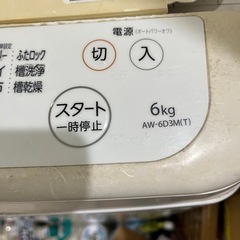 電源(オートパワーオフ)
切 入
ふたロック
槽洗浄
槽乾燥
スタート
一時停止
6kg
AW-6D3M(T)